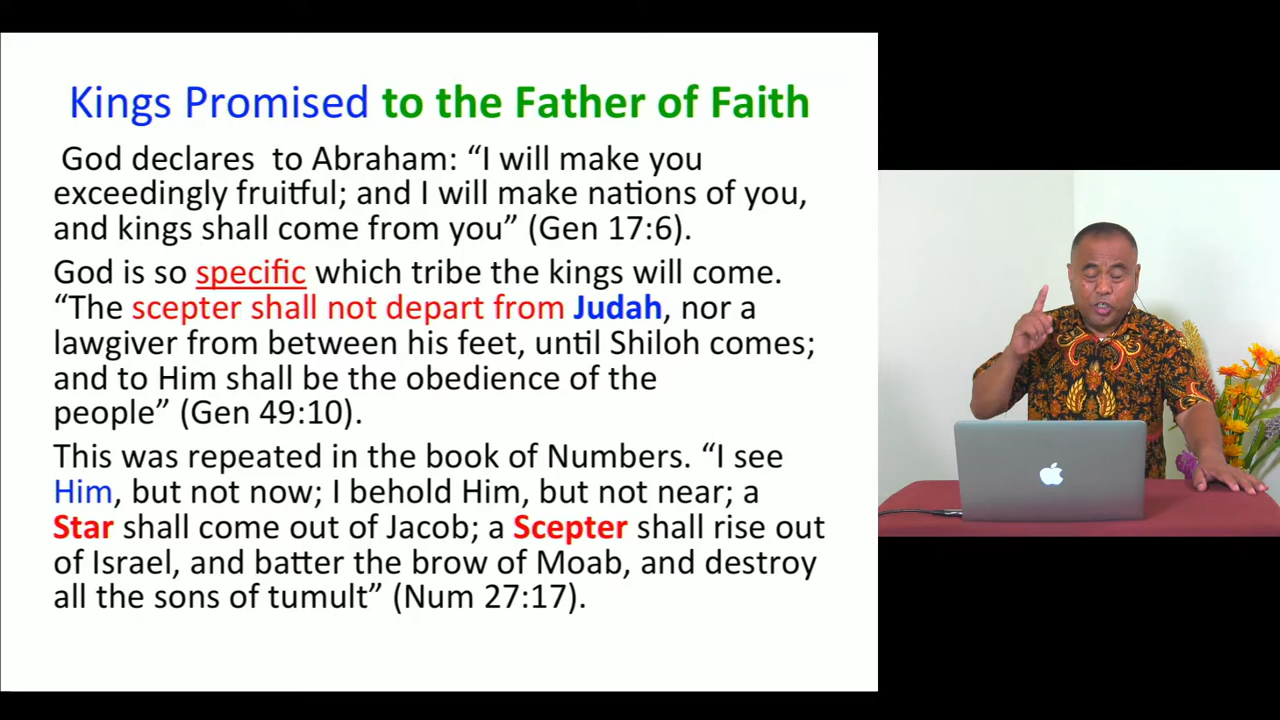 Kings Promised to the Father of Faith
God declares to Abraham: “I will make you
exceedingly fruitful; and I will make nations of you,
and kings shall come from you” (Gen 17:6).
God is so specific which tribe the kings will come.
“The scepter shall not depart from Judah, nor a
lawgiver from between his feet, until Shiloh comes;
and to Him shall be the obedience of the
people” (Gen 49:10).
This was repeated in the book of Numbers. “I see
Him, but not now; I behold Him, but not near; a
Star shall come out of Jacob; a Scepter shall rise out
of Israel, and batter the brow of Moab, and destroy
all the sons of tumult” (Num 27:17).